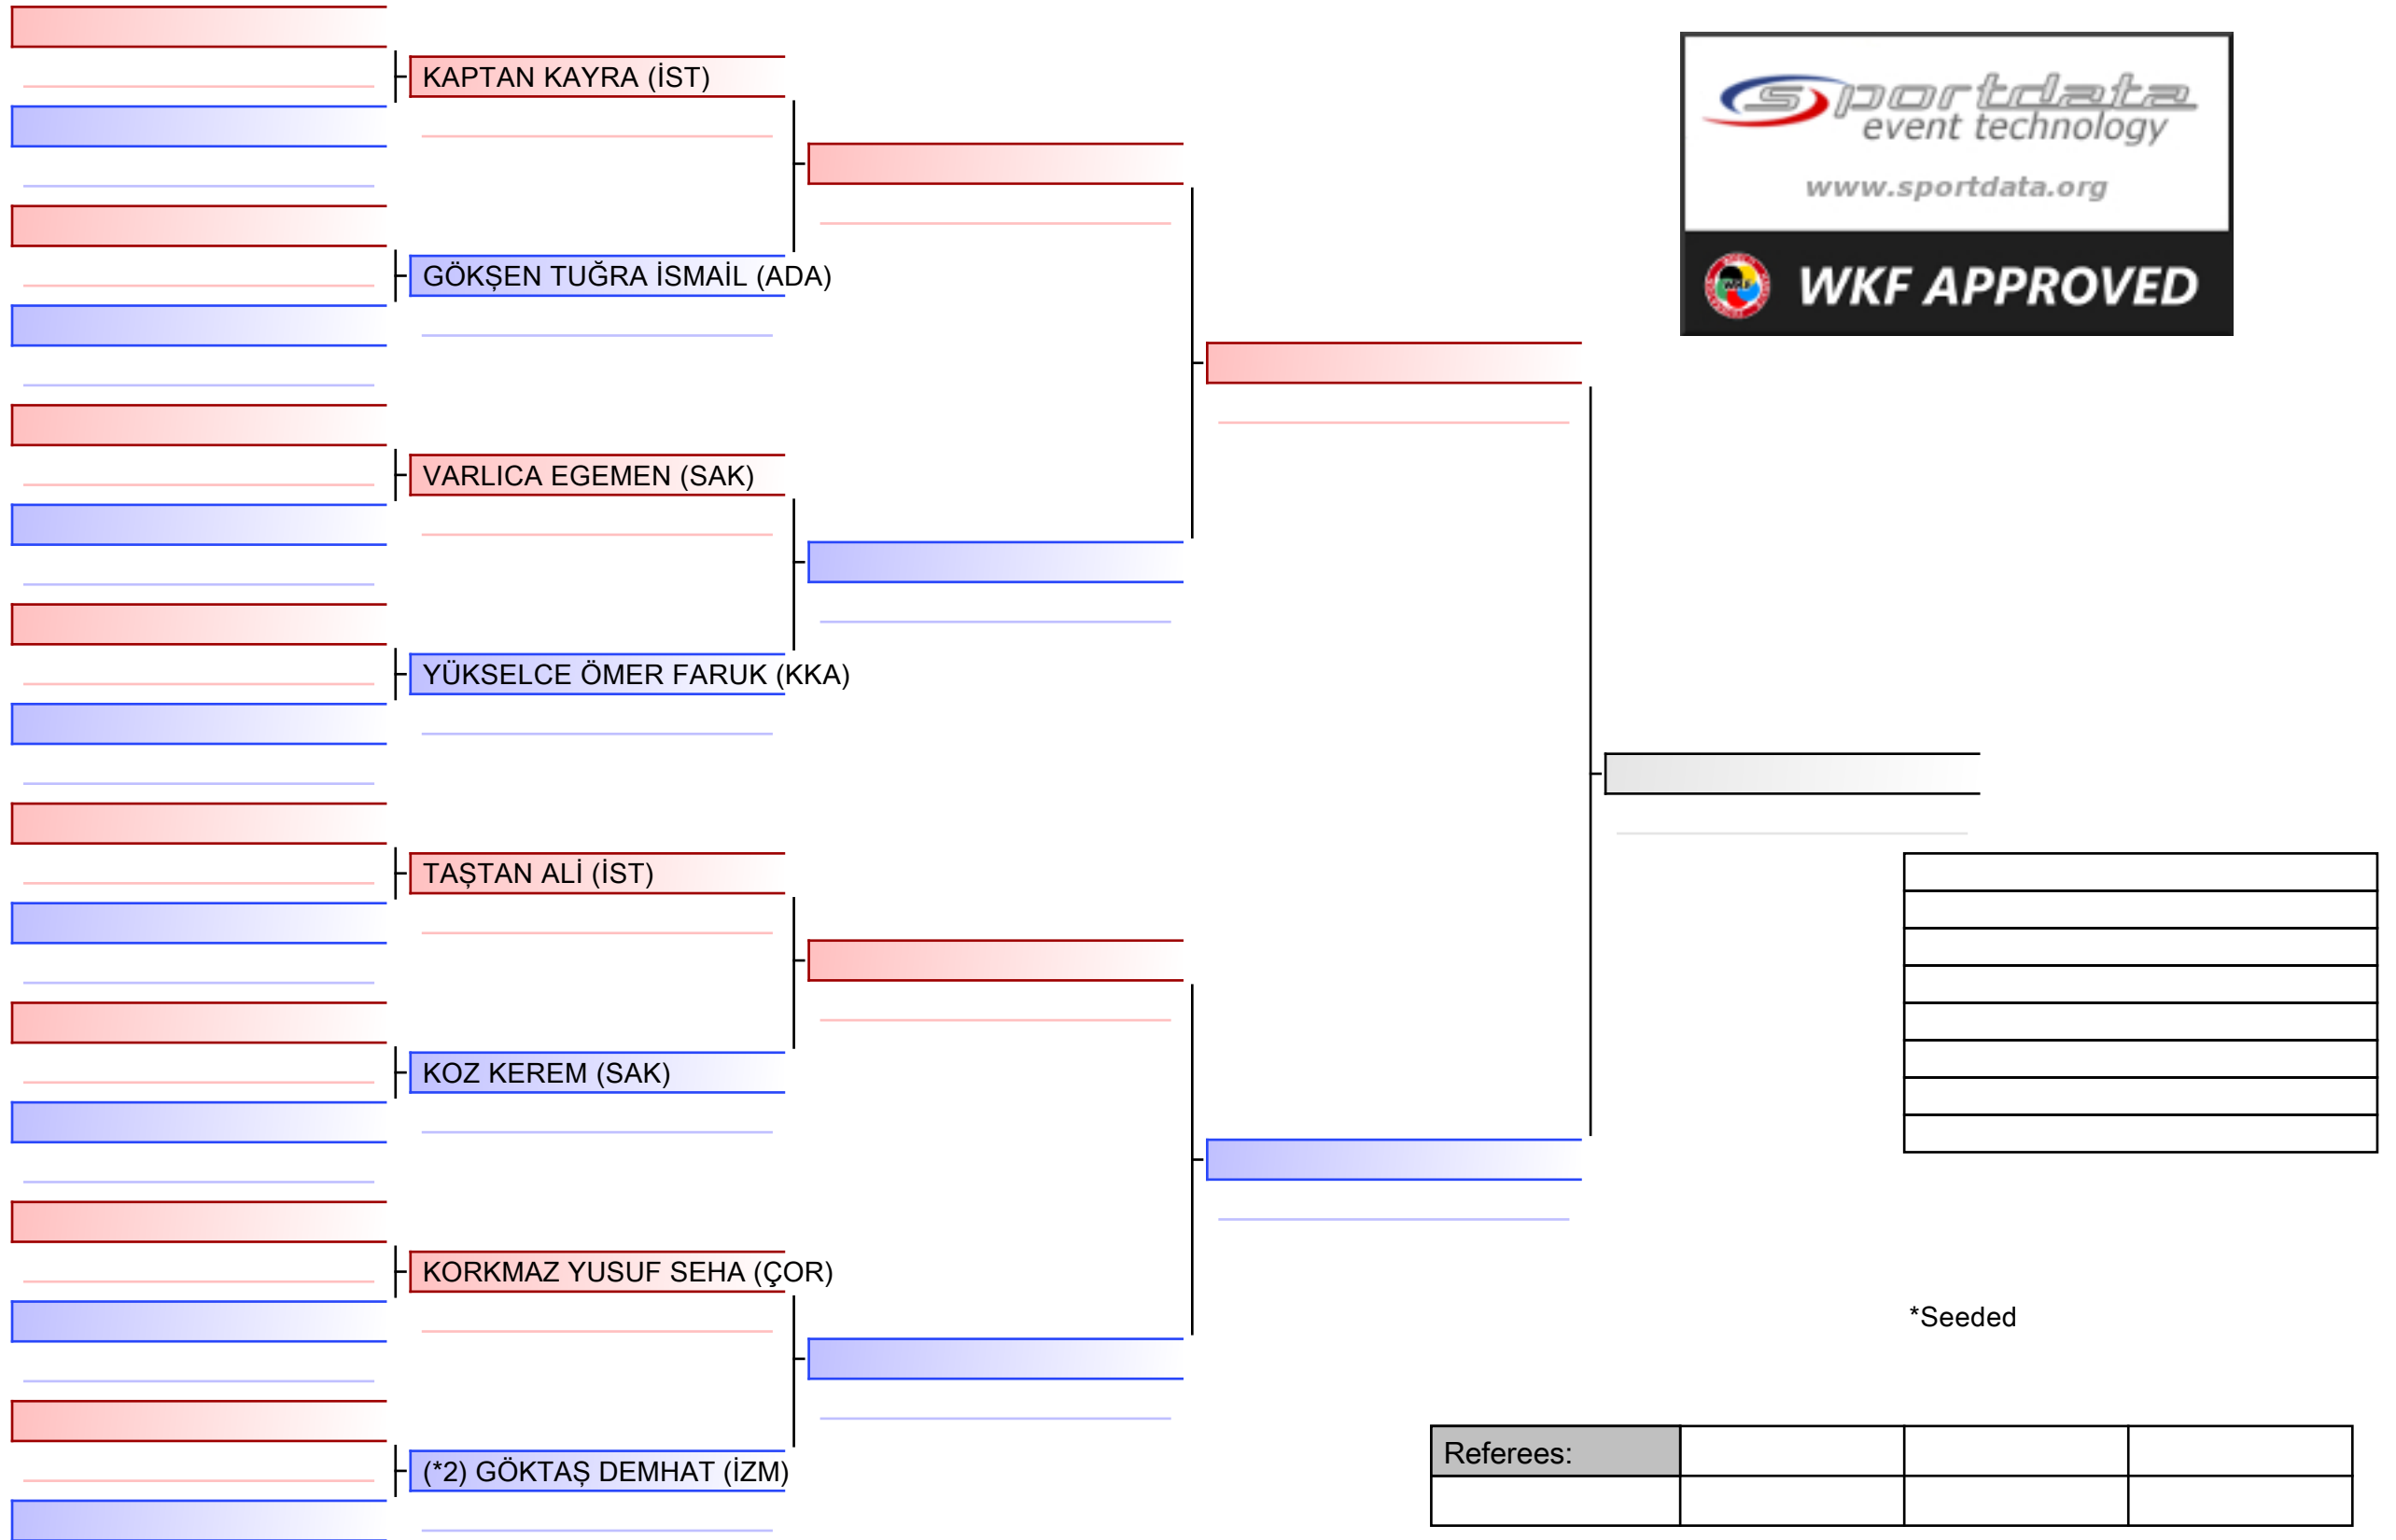 KAPTAN KAYRA (İST)
GÖKŞEN TUĞRA İSMAİL (ADA)
VARLICA EGEMEN (SAK)
YÜKSELCE ÖMER FARUK (KKA)
TAŞTAN ALİ (İST)
KOZ KEREM (SAK)
KORKMAZ YUSUF SEHA (ÇOR)
(*2) GÖKTAŞ DEMHAT (İZM)
sportdata
event technology
www.sportdata.org
WKF APPROVED
*Seeded
Referees: